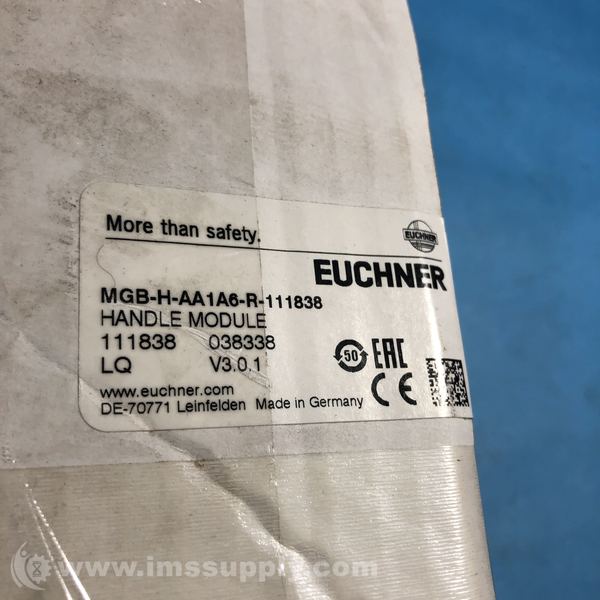 More than safety.
EUCHNER
EUCHNER
MGB-H-AA1A6-R-111838
HANDLE MODULE
111838 038338
LQ V3.0.1
50 EAC
CE
www.euchner.com
DE-70771 Leinfelden Made in Germany
www.imssupply.com